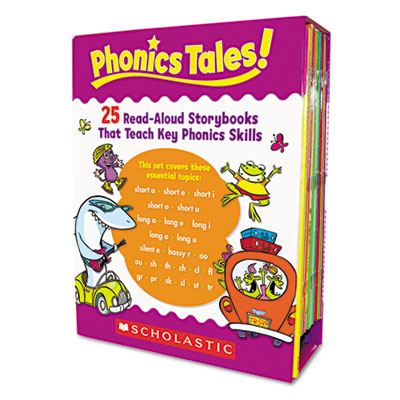 Phonics Tales!
25 Read-Aloud Storybooks
That Teach Key Phonics Skills
This set covers these
essential topics:
short a · short e · short i
short o · short u
long a · long e · long i
long o · long u
silent e · bossy r · oo
ou · sh · th · ch · cl · fl
gr · pr · sk · sl · st · tr
SCHOLASTIC